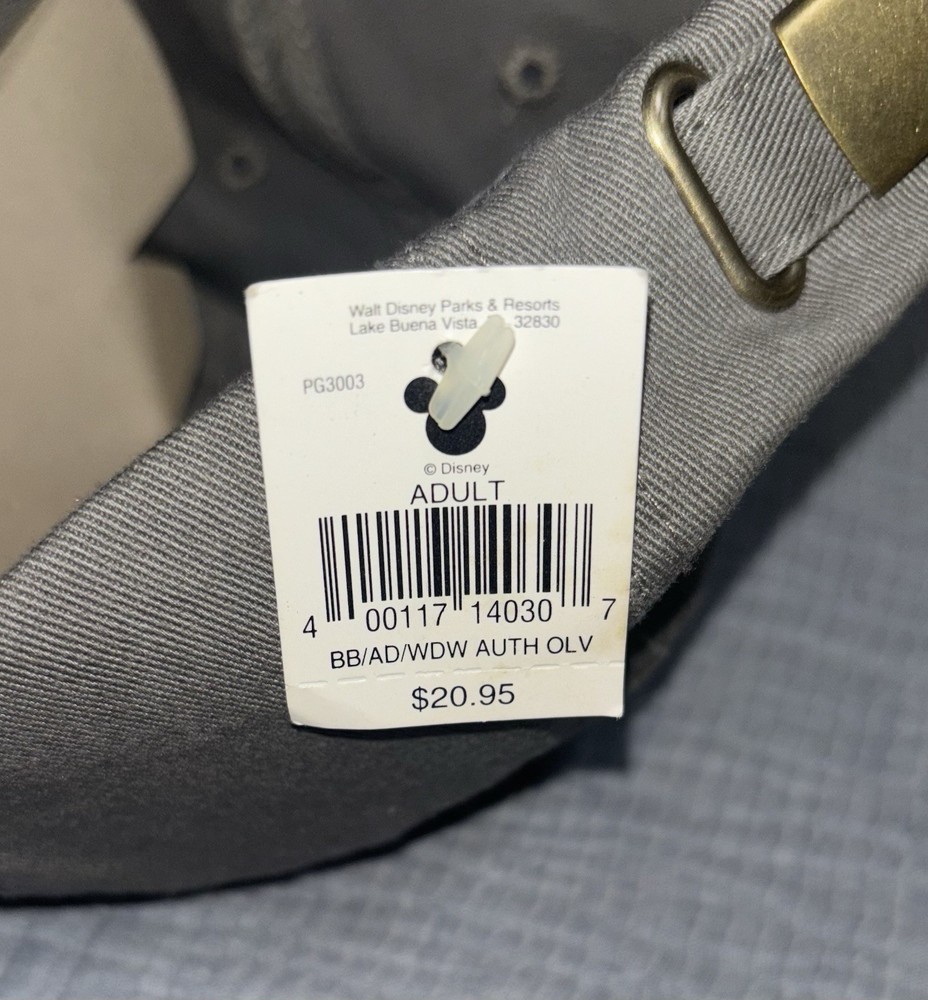 Walt Disney Parks & Resorts
Lake Buena Vista 32830
PG3003
© Disney
ADULT
4 00117 14030 7
BB/AD/WDW AUTH OLV
$20.95